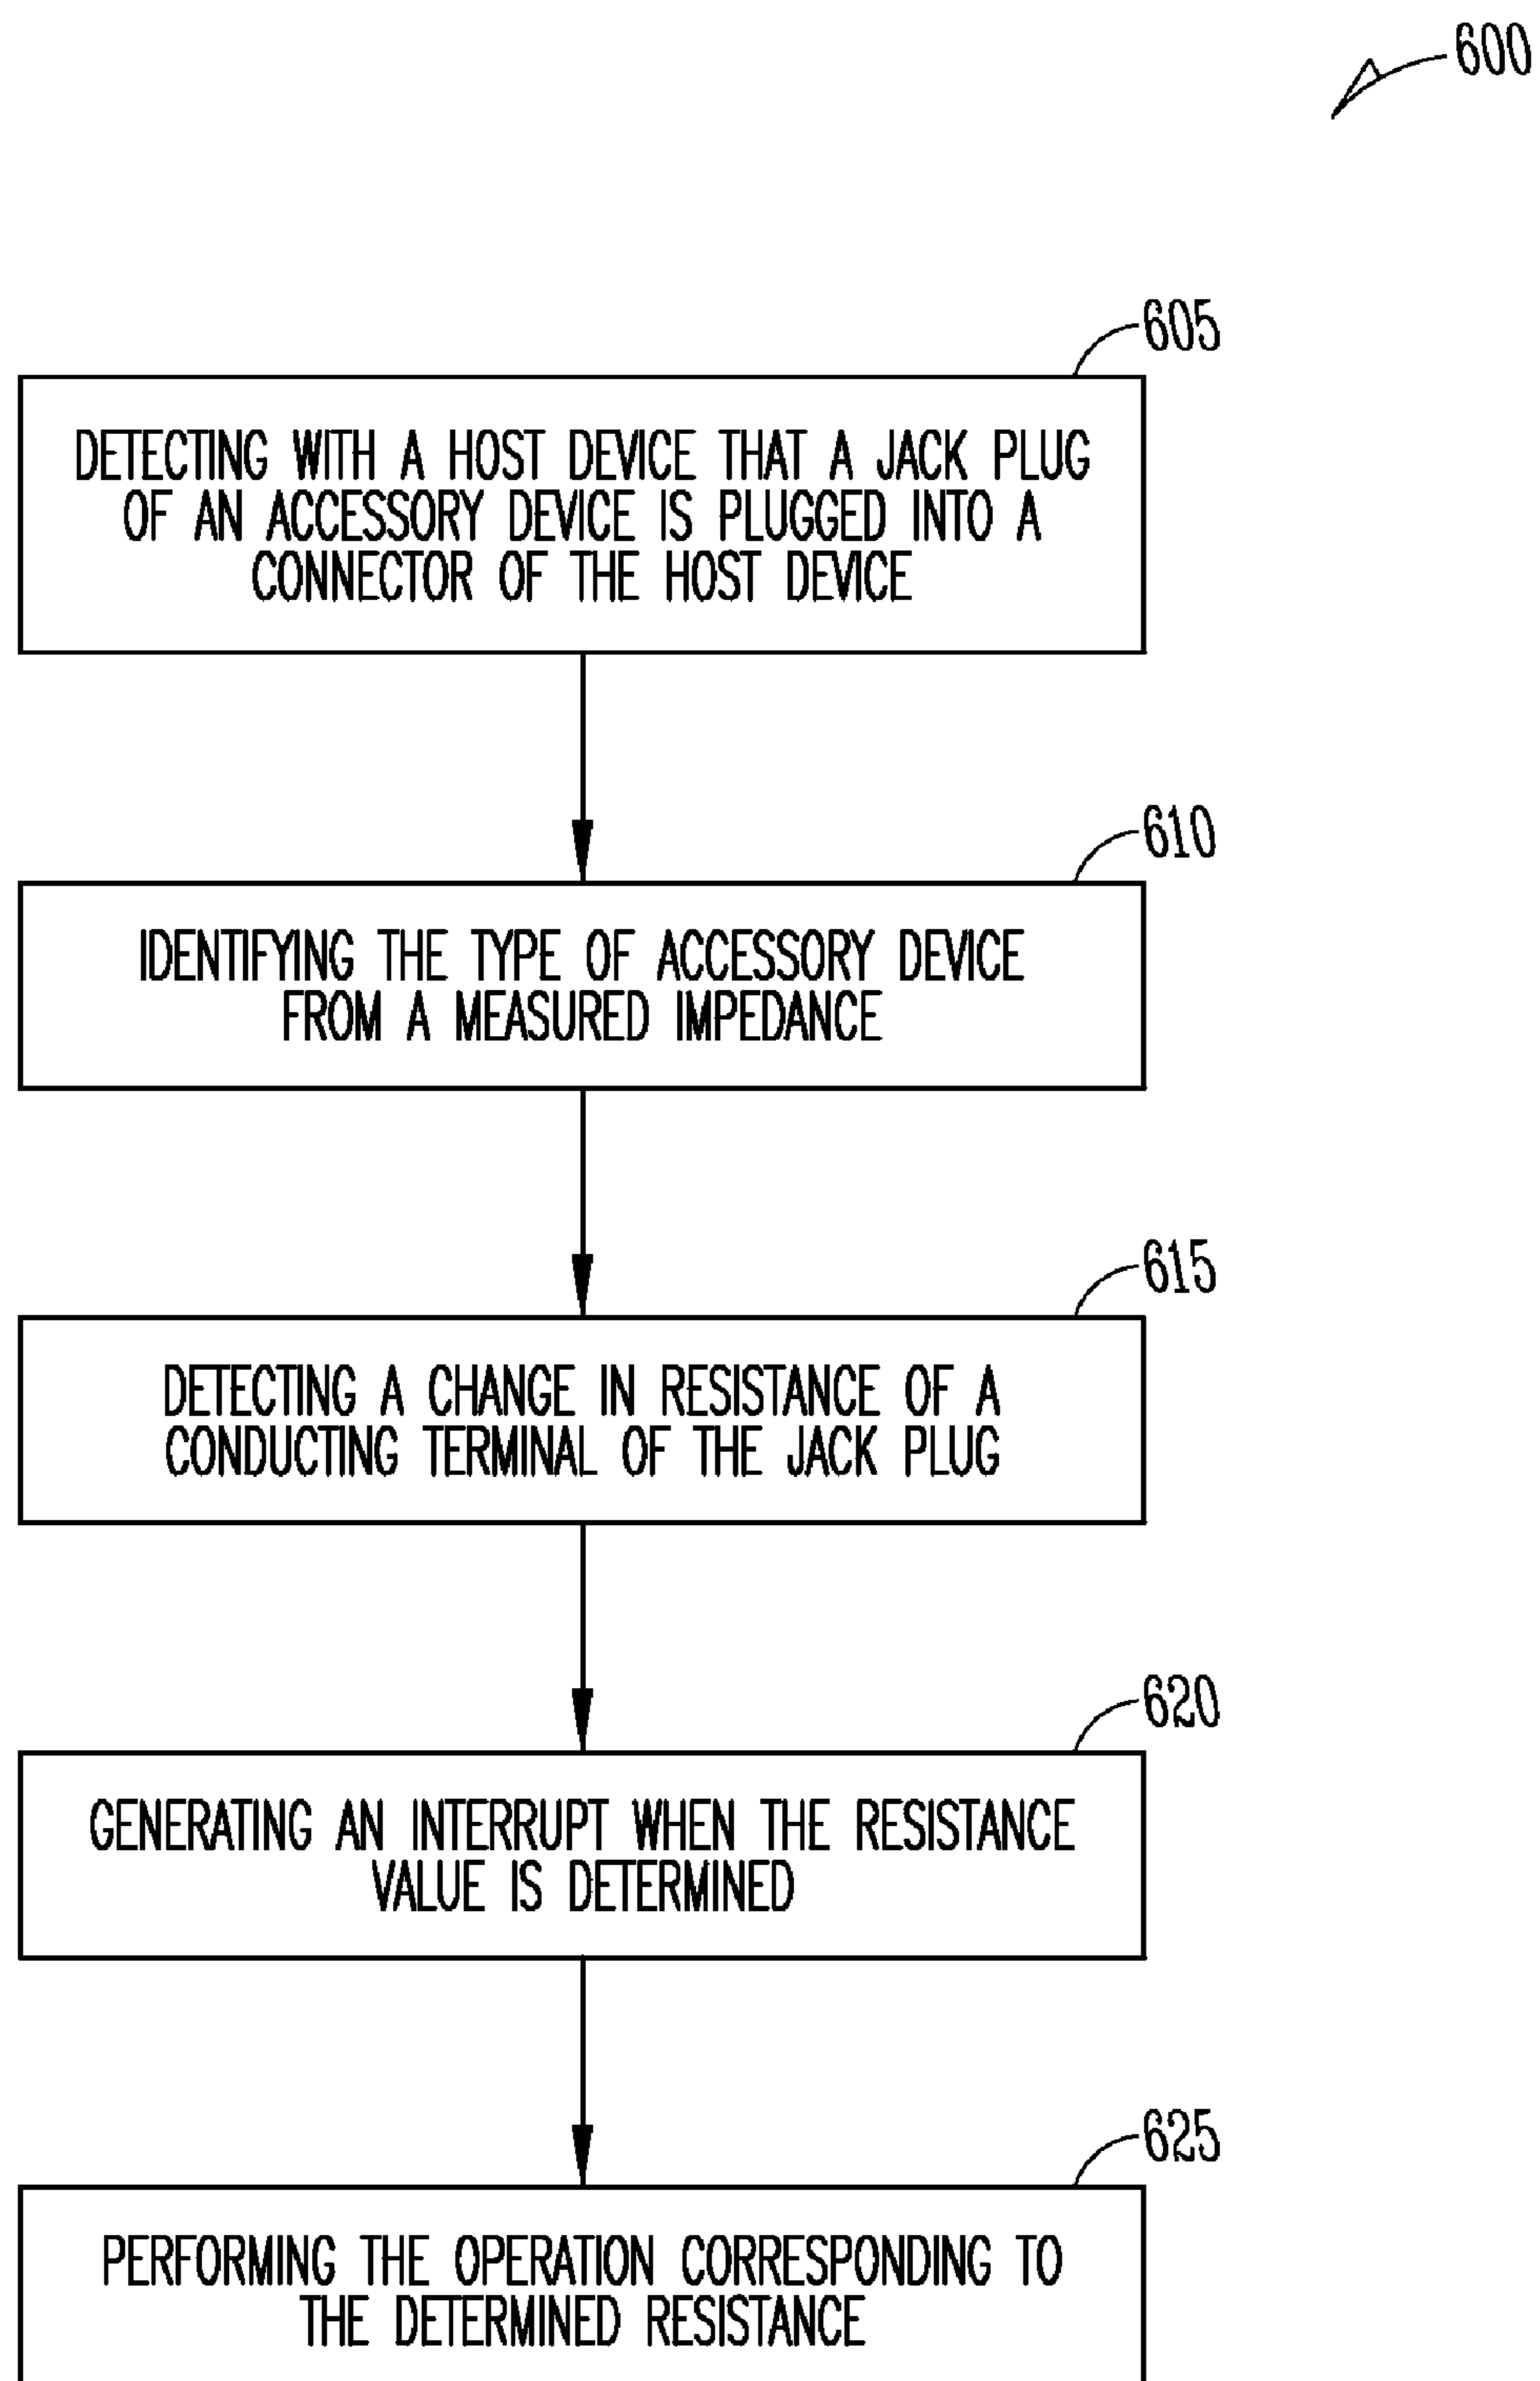 600
605
DETECTING WITH A HOST DEVICE THAT A JACK PLUG
OF AN ACCESSORY DEVICE IS PLUGGED INTO A
CONNECTOR OF THE HOST DEVICE
610
IDENTIFYING THE TYPE OF ACCESSORY DEVICE
FROM A MEASURED IMPEDANCE
615
DETECTING A CHANGE IN RESISTANCE OF A
CONDUCTING TERMINAL OF THE JACK PLUG
620
GENERATING AN INTERRUPT WHEN THE RESISTANCE
VALUE IS DETERMINED
625
PERFORMING THE OPERATION CORRESPONDING TO
THE DETERMINED RESISTANCE